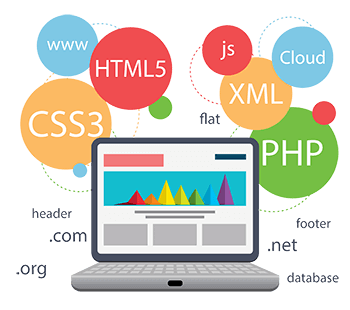 www
js
Cloud
HTML5
XML
CSS3
flat
PHP
header
footer
.com
.net
.org
database